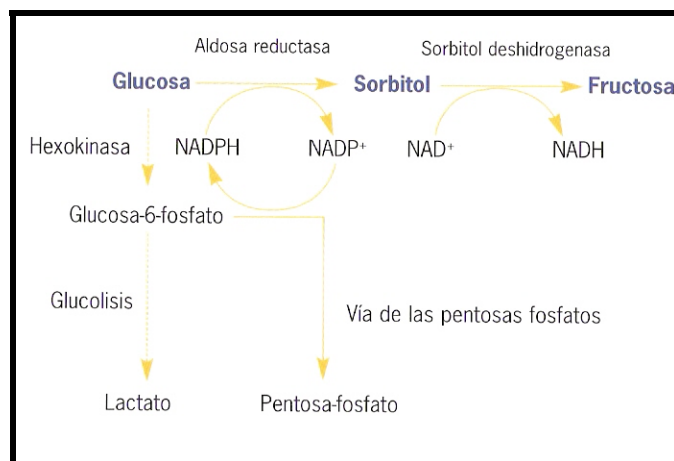 Aldosa reductasa
Sorbitol deshidrogenasa
Glucosa
Sorbitol
Fructosa
Hexokinasa
NADPH
NADP+
NAD+
NADH
Glucosa-6-fosfato
Glucolisis
Vía de las pentosas fosfatos
Lactato
Pentosa-fosfato